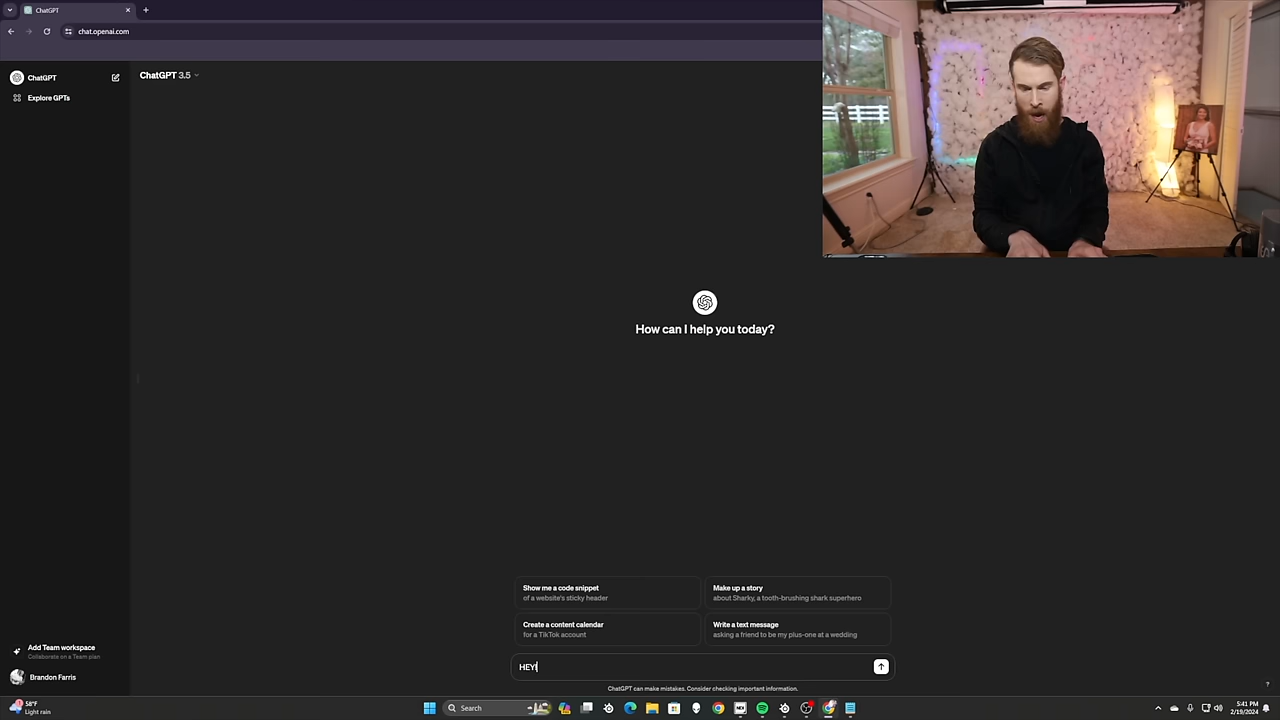 ChatGPT
chat.openai.com
ChatGPT
ChatGPT 3.5
Explore GPTs
How can I help you today?
Show me a code snippet
of a website's sticky header
Make up a story
about Sharky, a tooth-brushing shark superhero
Create a content calendar
for a TikTok account
Write a text message
asking a friend to be my plus-one at a wedding
Add Team workspace
Collaborate on a Team plan
HEY!
Brandon Farris
ChatGPT can make mistakes. Consider checking important information.
?
58°F
Light rain
Search
5:41 PM
2/19/2024